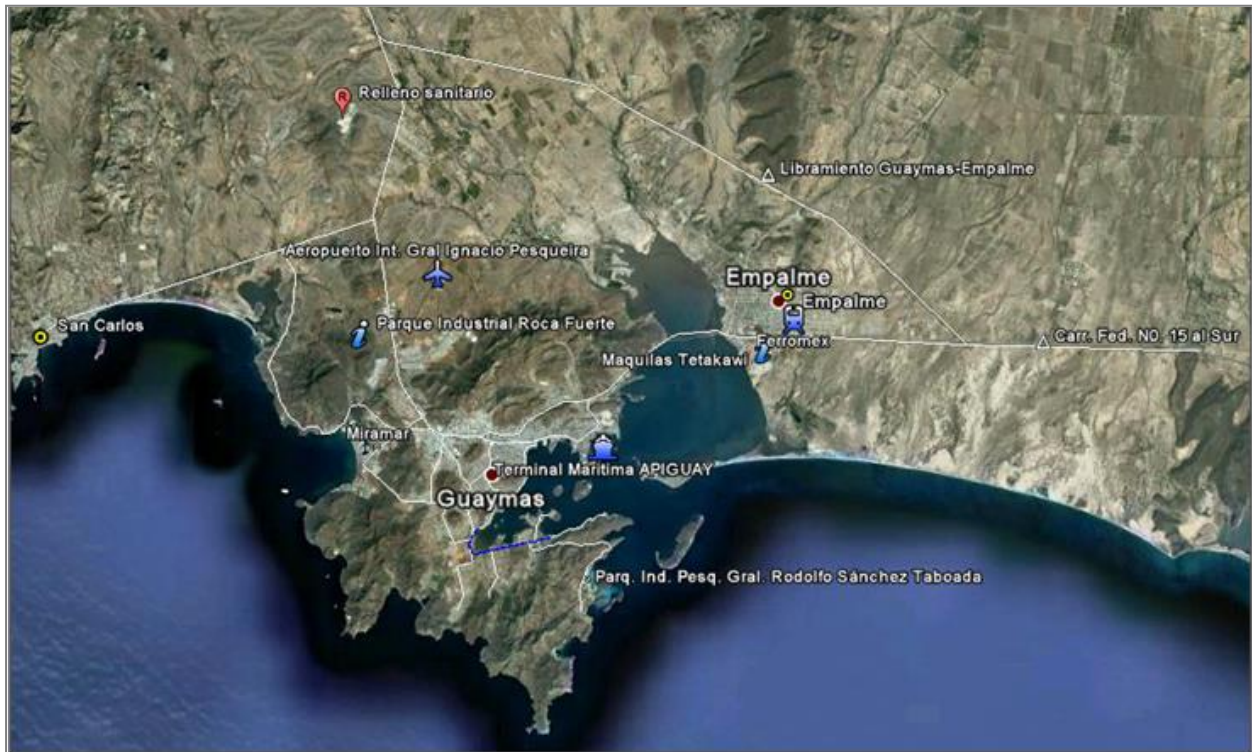 R
Relleno sanitario
Libramiento Guaymas-Empalme
Aeropuerto Int. Gral Ignacio Pesqueira
Empalme
Empalme
San Carlos
Parque Industrial Roca Fuerte
Ferromex
Carr. Fed. N0. 15 al Sur
Maquilas Tetakawi
Miramar
Terminal Maritima APIGUAY
Guaymas
Parq. Ind. Pesq. Gral. Rodolfo Sánchez Taboada